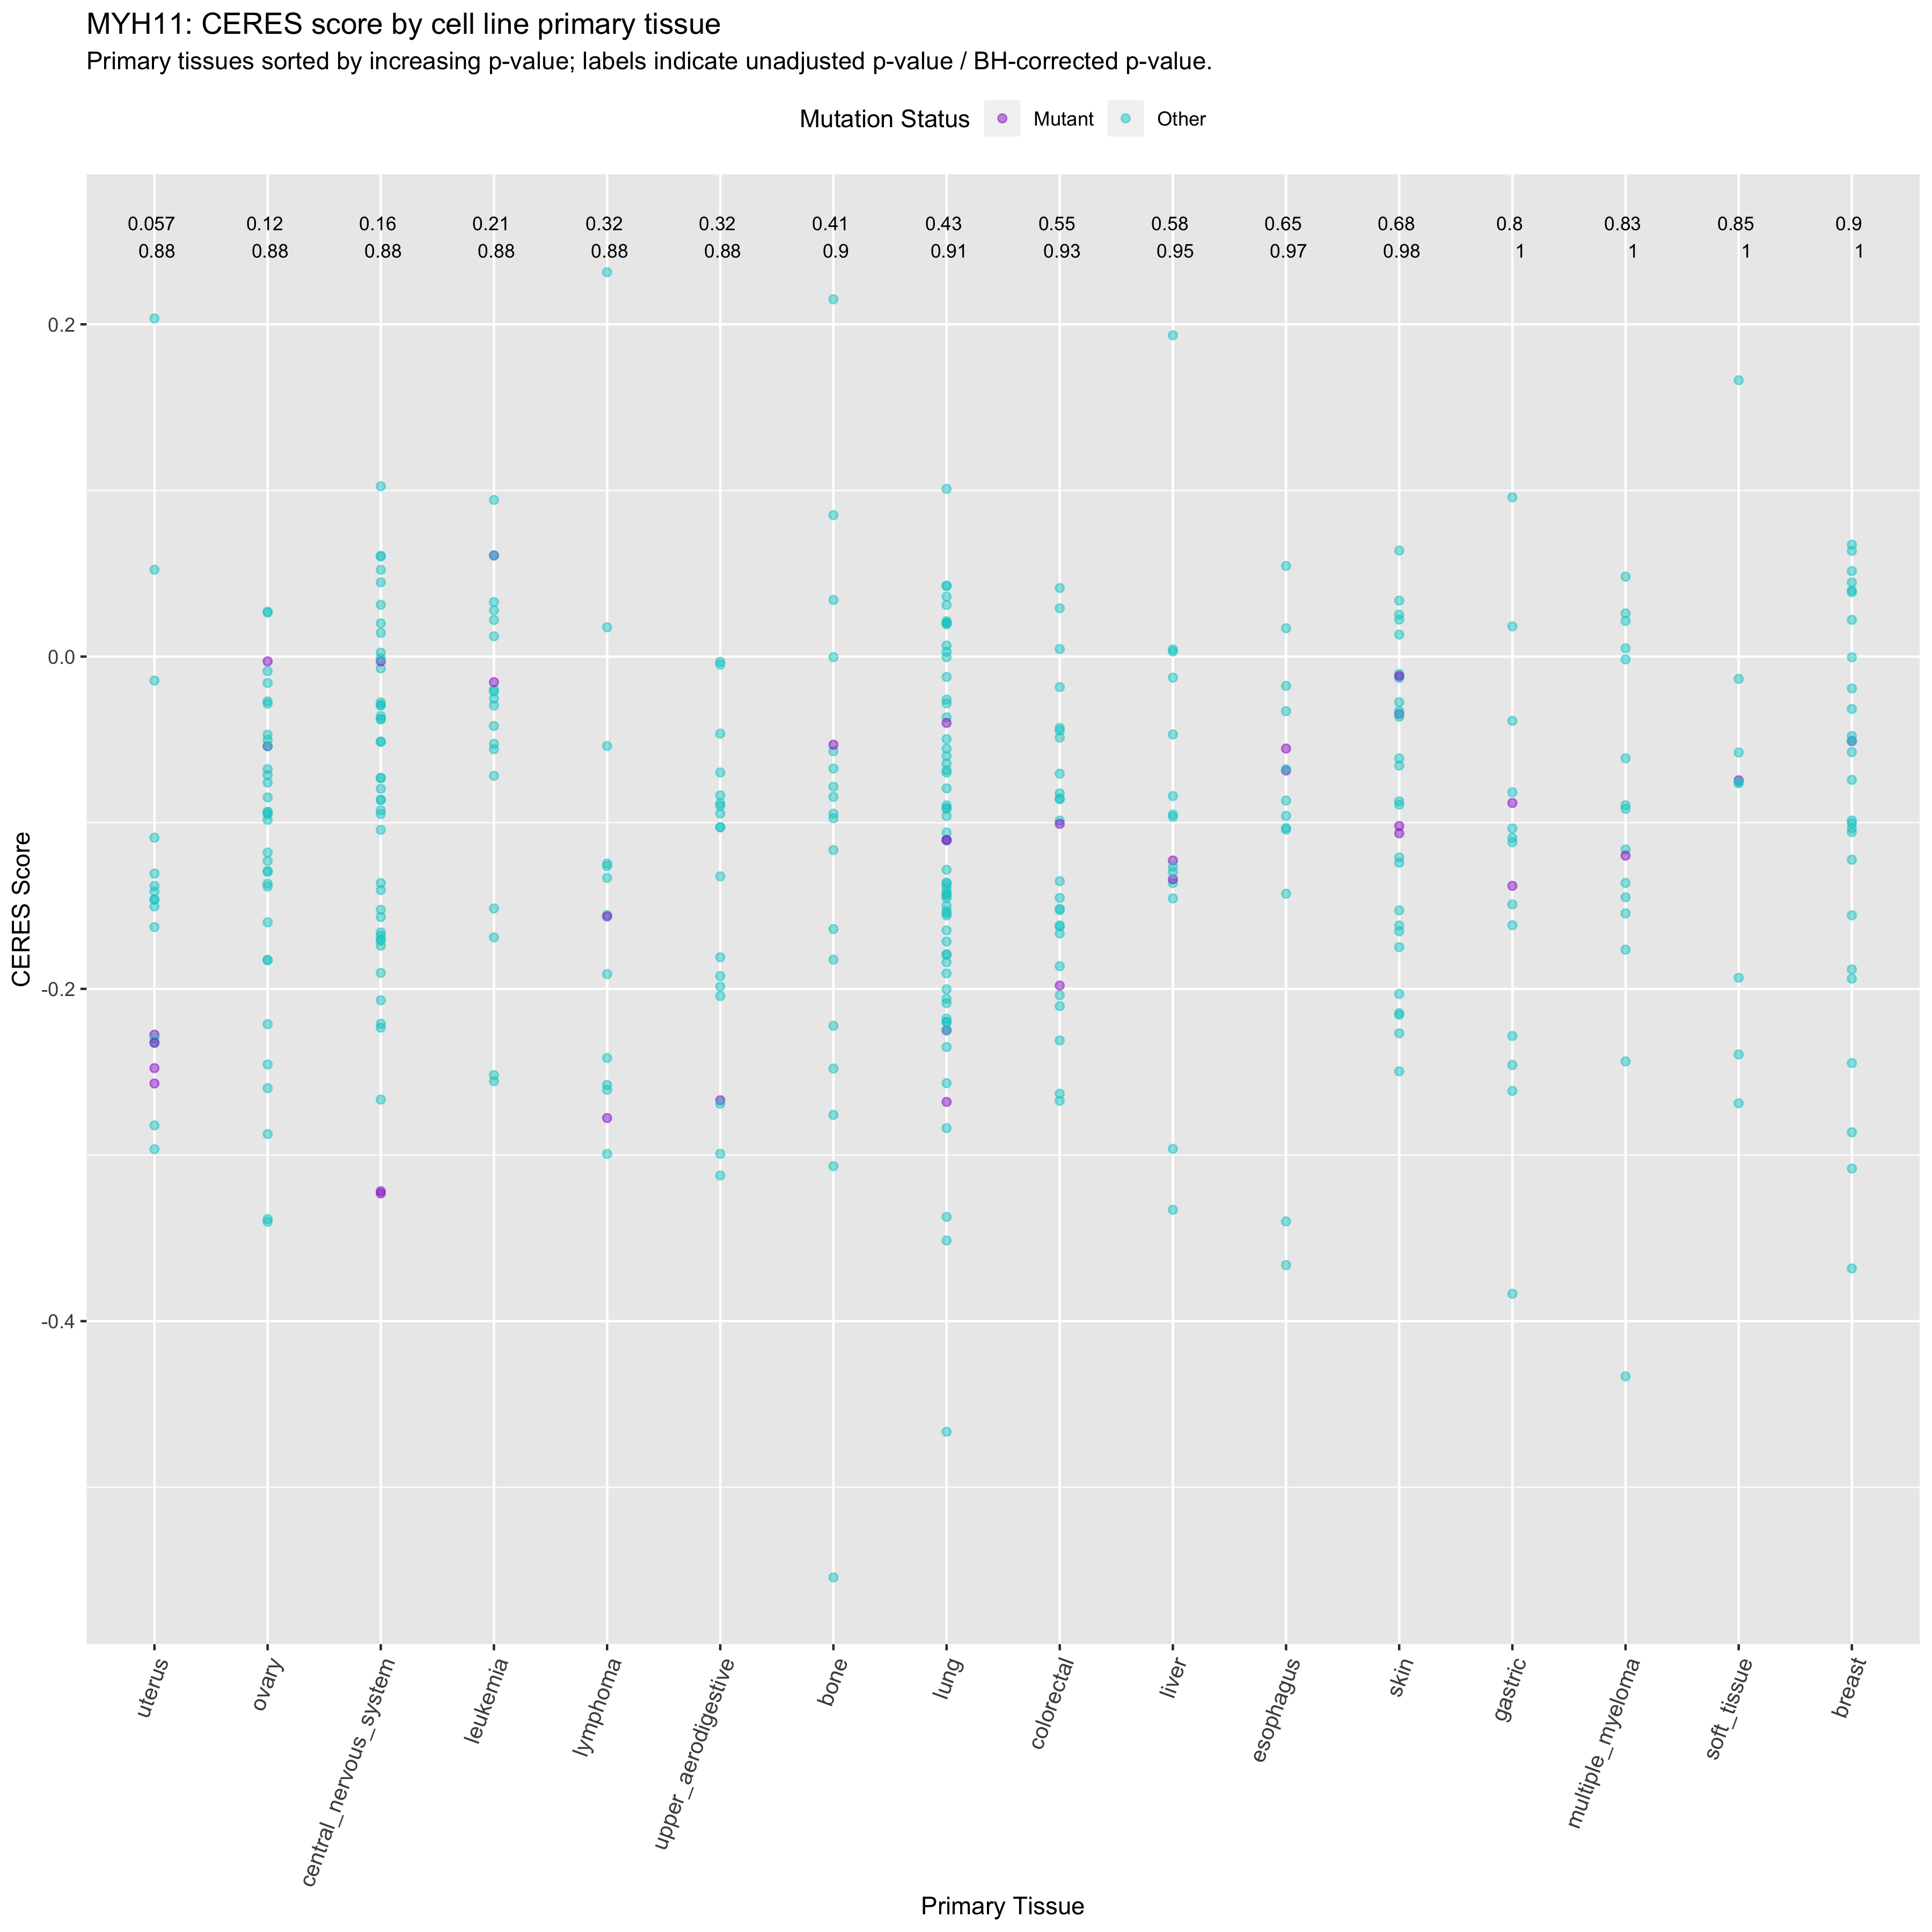 MYH11: CERES score by cell line primary tissue
Primary tissues sorted by increasing p-value; labels indicate unadjusted p-value / BH-corrected p-value.
Mutation Status Mutant Other
0.057 0.12 0.16 0.21 0.32 0.32 0.41 0.43 0.55 0.58 0.65 0.68 0.8 0.83 0.85 0.9
0.88 0.88 0.88 0.88 0.88 0.88 0.9 0.91 0.93 0.95 0.97 0.98 1 1 1 1
0.2
0.0
-0.2
-0.4
CERES Score
uterus
ovary
central_nervous_system
leukemia
lymphoma
upper_aerodigestive
bone
lung
colorectal
liver
esophagus
skin
gastric
multiple_myeloma
soft_tissue
breast
Primary Tissue